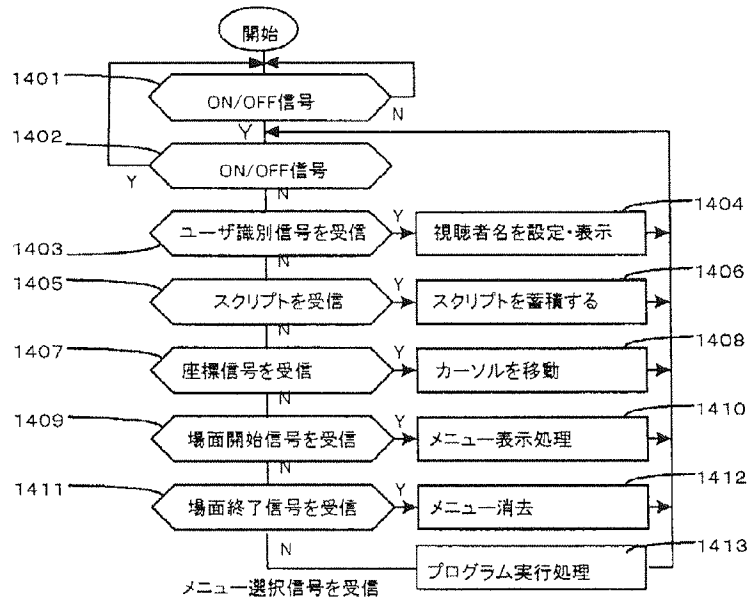 開始
1401
ON/OFF信号
N
Y
1402
ON/OFF信号
Y
N
1403
ユーザ識別信号を受信
Y
視聴者名を設定・表示
1404
N
1405
スクリプトを受信
Y
スクリプトを蓄積する
1406
N
1407
座標信号を受信
Y
カーソルを移動
1408
N
1409
場面開始信号を受信
Y
メニュー表示処理
1410
N
1411
場面終了信号を受信
Y
メニュー消去
1412
N
プログラム実行処理
1413
メニュー選択信号を受信